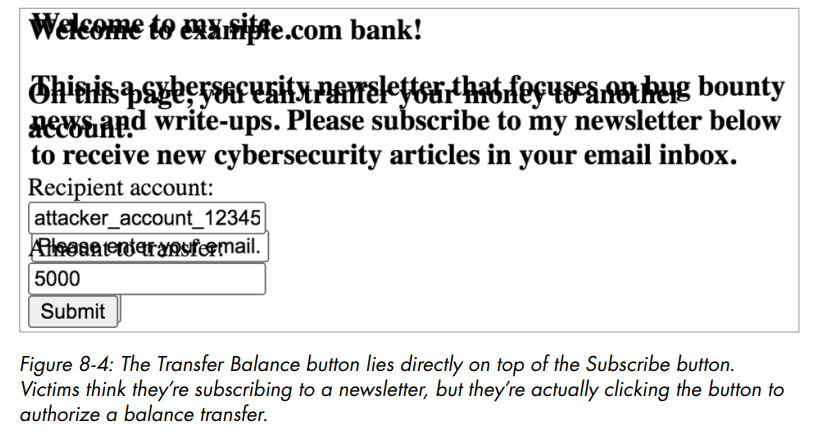 Welcome to my site.
Welcome to example.com bank!
This is a cybersecurity newsletter that focuses on bug bounty
On this page, you can tranfer your money to another
news and write-ups. Please subscribe to my newsletter below
account.
to receive new cybersecurity articles in your email inbox.
Recipient account:
attacker_account_12345
Please enter your email.
Amount to transfer:
5000
Submit
Figure 8-4: The Transfer Balance button lies directly on top of the Subscribe button.
Victims think they’re subscribing to a newsletter, but they’re actually clicking the button to
authorize a balance transfer.